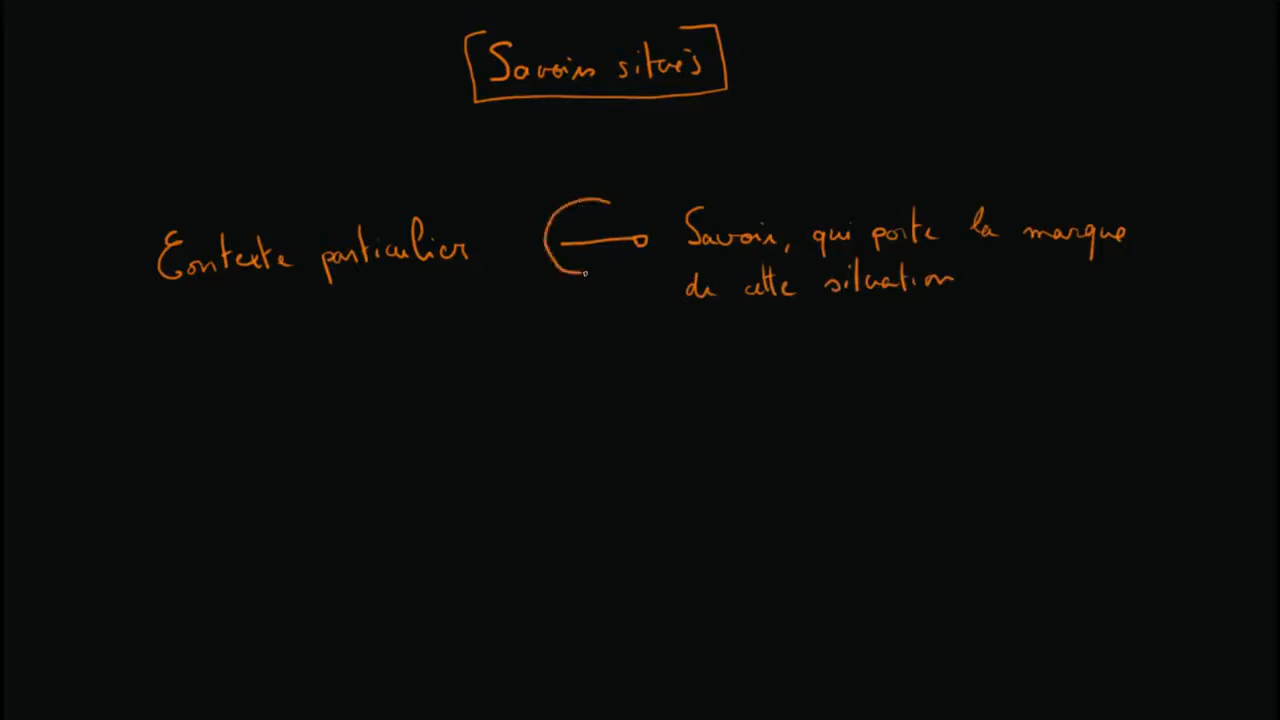 Savoirs situés
Contexte particulier
Savoir, qui porte la marque
de cette situation